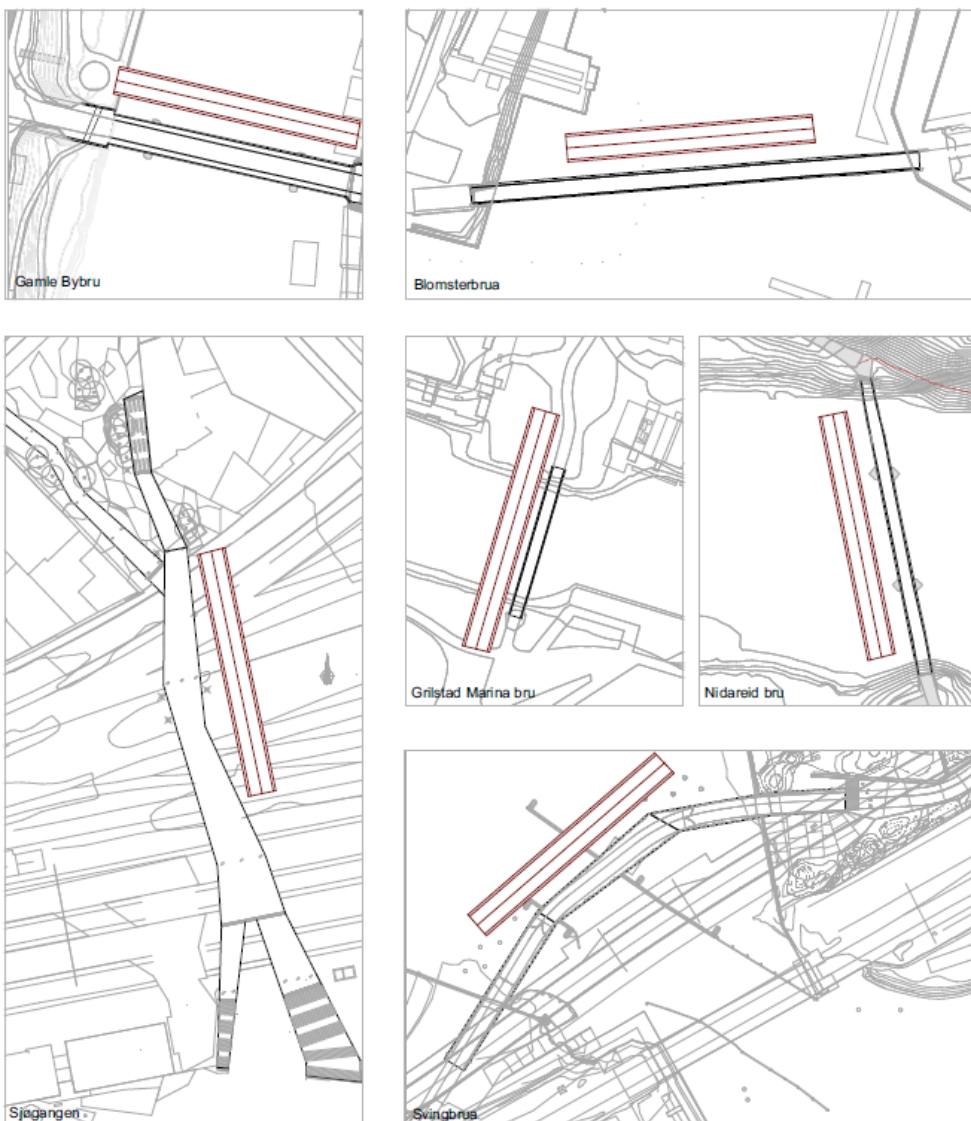 Gamle Bybru
Blomsterbrua
Grilstad Marina bru
Nidareid bru
Sjøgangen
Svingbrua